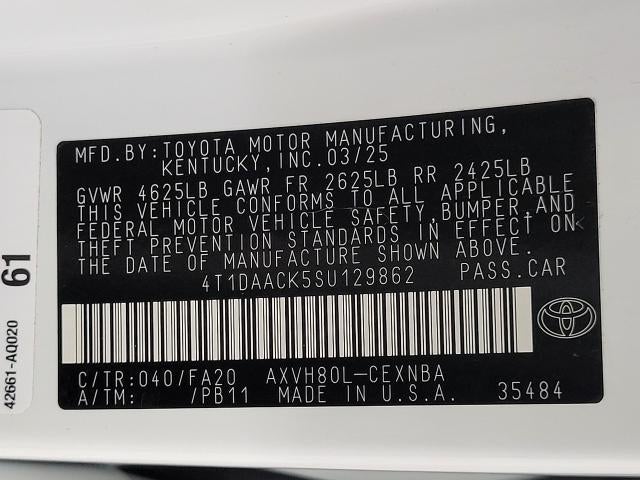 MFD.BY:TOYOTA MOTOR MANUFACTURING,
KENTUCKY,INC.03/25
GVWR 4625LB GAWR FR 2625LB RR 2425LB
THIS VEHICLE CONFORMS TO ALL APPLICABLE
FEDERAL MOTOR VEHICLE SAFETY,BUMPER,AND
THEFT PREVENTION STANDARDS IN EFFECT ON
THE DATE OF MANUFACTURE SHOWN ABOVE.
4T1DAACK5SU129862 PASS.CAR
C/TR:040/FA20 AXVH80L-CEXNBA
A/TM: /PB11 MADE IN U.S.A. 35484
42661-A0020 61